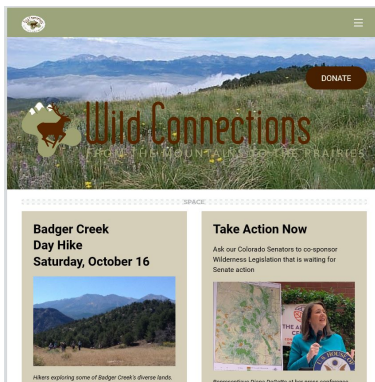 DONATE
Wild Connections
FROM THE MOUNTAINS TO THE PRAIRIES
SPACE
Badger Creek
Day Hike
Saturday, October 16
Hikers exploring some of Badger Creek's diverse lands.
Take Action Now
Ask our Colorado Senators to co-sponsor
Wilderness Legislation that is waiting for
Senate action